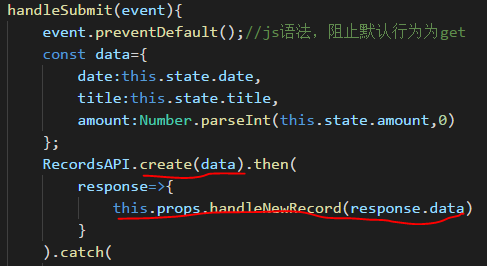 handleSubmit(event){
event.preventDefault();//js语法，阻止默认行为为get
const data={
date:this.state.date,
title:this.state.title,
amount:Number.parseInt(this.state.amount,0)
};
RecordsAPI.create(data).then(
response=>{
this.props.handleNewRecord(response.data)
}
).catch(